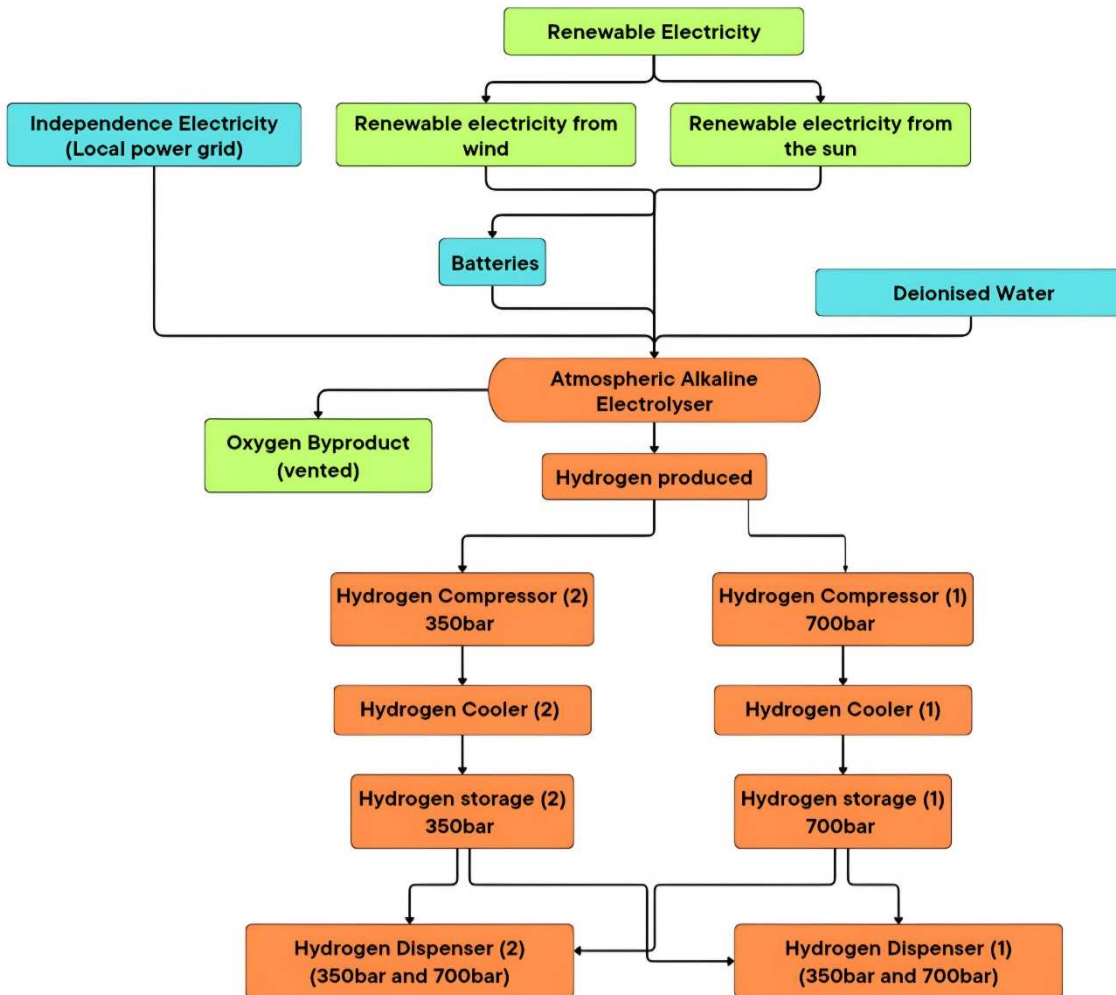 Renewable Electricity
Independence Electricity
(Local power grid)
Renewable electricity from
wind
Renewable electricity from
the sun
Batteries
Deionised Water
Atmospheric Alkaline
Electrolyser
Oxygen Byproduct
(vented)
Hydrogen produced
Hydrogen Compressor (2)
350bar
Hydrogen Compressor (1)
700bar
Hydrogen Cooler (2)
Hydrogen Cooler (1)
Hydrogen storage (2)
350bar
Hydrogen storage (1)
700bar
Hydrogen Dispenser (2)
(350bar and 700bar)
Hydrogen Dispenser (1)
(350bar and 700bar)